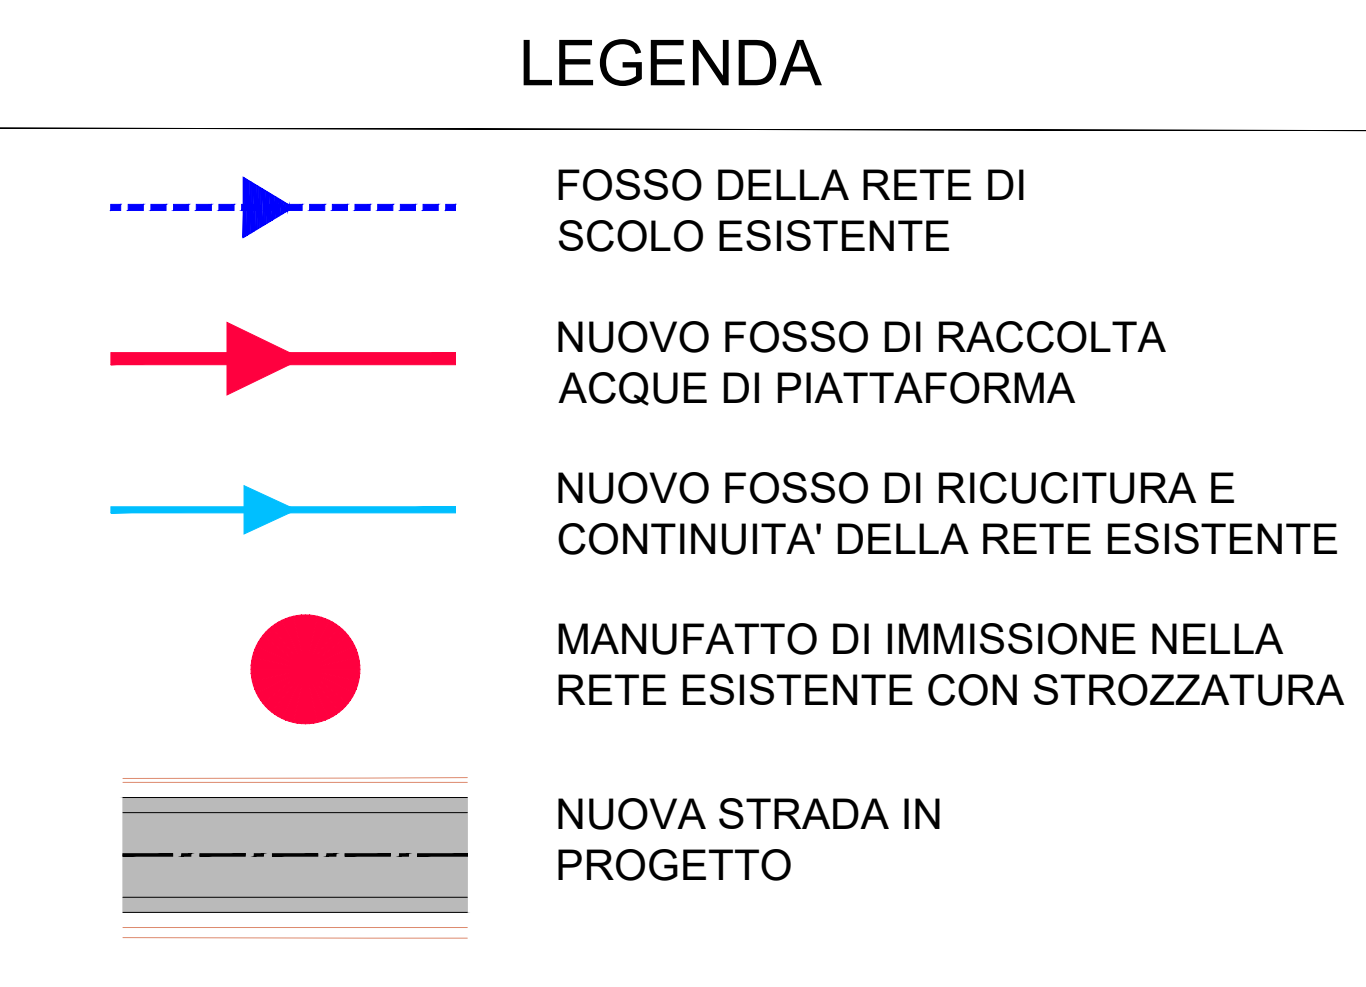 LEGENDA
FOSSO DELLA RETE DI
SCOLO ESISTENTE
NUOVO FOSSO DI RACCOLTA
ACQUE DI PIATTAFORMA
NUOVO FOSSO DI RICUCITURA E
CONTINUITA' DELLA RETE ESISTENTE
MANUFATTO DI IMMISSIONE NELLA
RETE ESISTENTE CON STROZZATURA
NUOVA STRADA IN
PROGETTO